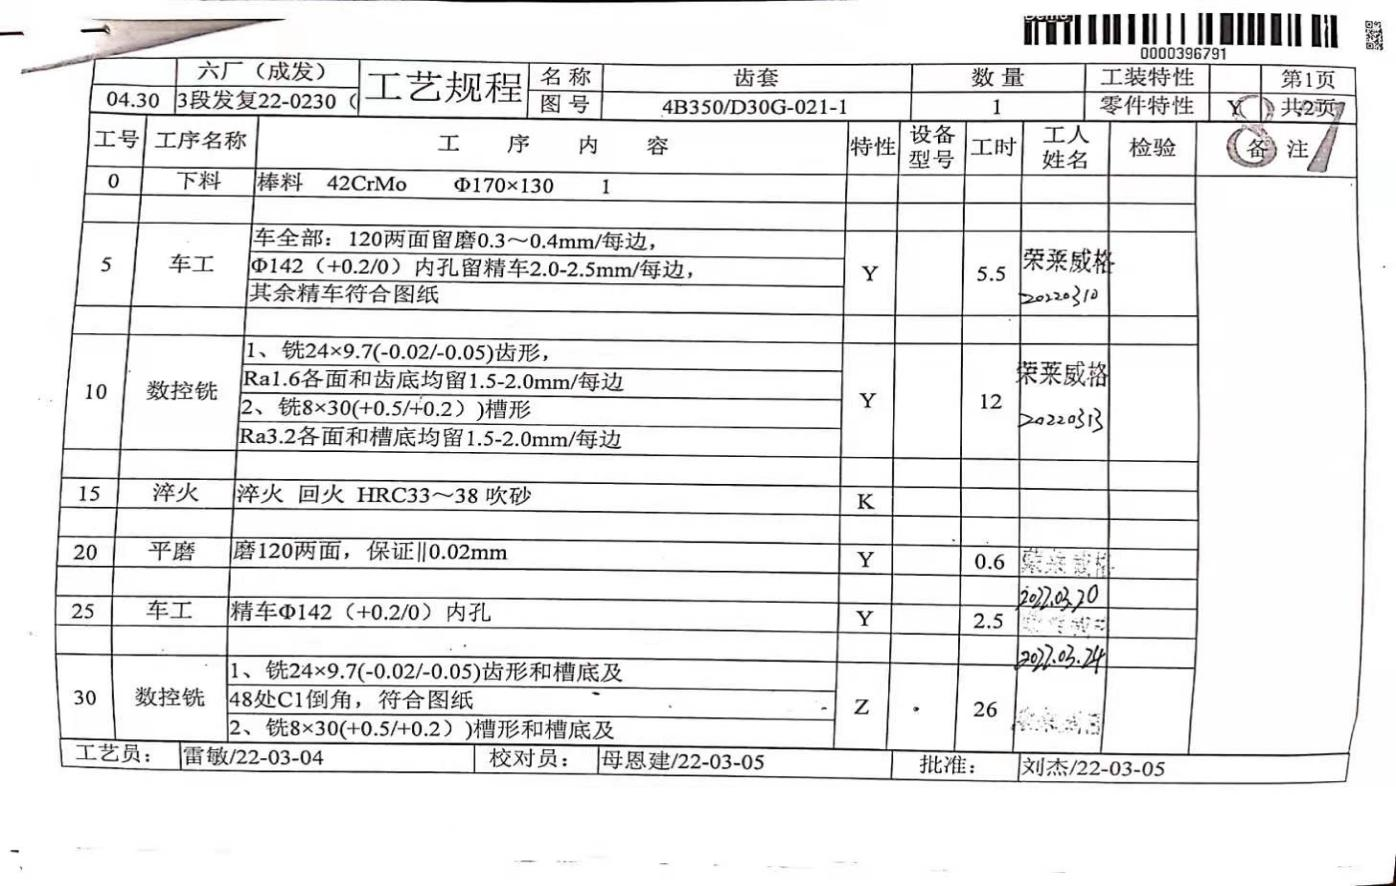 0000396791
六厂（成发） 工艺规程 名称 齿套 数量 工装特性 第1页
04.30 3段发复22-0230（ 图号 4B350/D30G-021-1 1 零件特性 Y 共2页
87
工号 工序名称 工 序 内 容 特性 设备型号 工时 工人姓名 检验 备注
0 下料 棒料 42CrMo Φ170×130 1
车全部：120两面留磨0.3～0.4mm/每边，
5 车工 Φ142（+0.2/0）内孔留精车2.0-2.5mm/每边， Y 5.5 荣莱威格
其余精车符合图纸 20220310
1、铣24×9.7(-0.02/-0.05)齿形，
Ra1.6各面和齿底均留1.5-2.0mm/每边 荣莱威格
10 数控铣 2、铣8×30(+0.5/+0.2））槽形 Y 12 20220313
Ra3.2各面和槽底均留1.5-2.0mm/每边
15 淬火 淬火 回火 HRC33～38 吹砂 K
20 平磨 磨120两面，保证∥0.02mm Y 0.6 荣莱威格
2022.03.20
25 车工 精车Φ142（+0.2/0）内孔 Y 2.5
2022.03.24
1、铣24×9.7(-0.02/-0.05)齿形和槽底及
30 数控铣 48处C1倒角，符合图纸 Z 26
2、铣8×30(+0.5/+0.2））槽形和槽底及
工艺员： 雷敏/22-03-04 校对员： 母恩建/22-03-05 批准： 刘杰/22-03-05